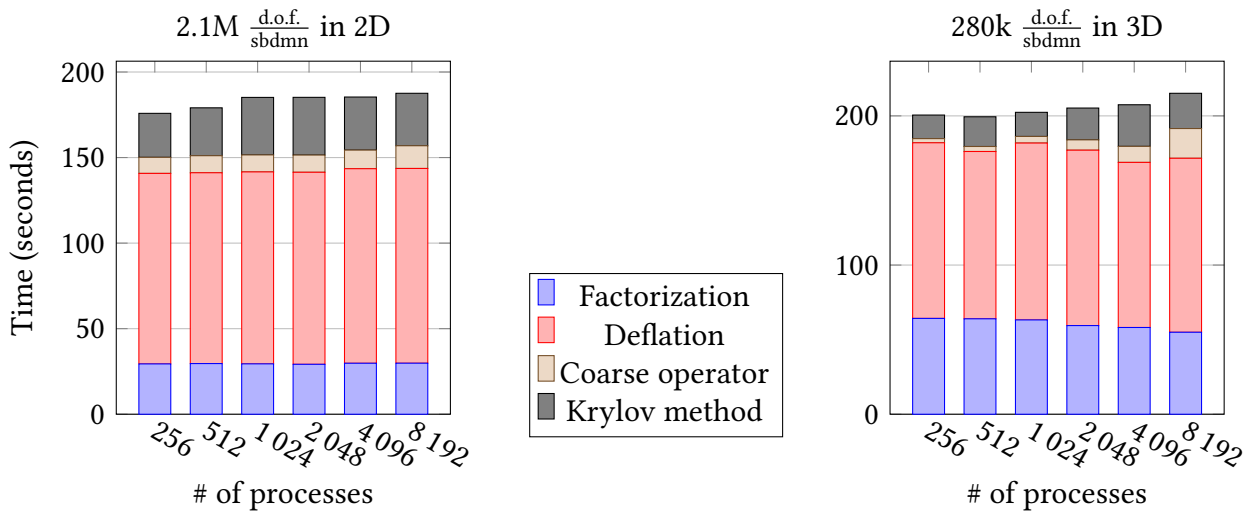 2.1M d.o.f./sbdmn in 2D
200
150
100
50
0
Time (seconds)
256
512
1 024
2 048
4 096
8 192
# of processes
Factorization
Deflation
Coarse operator
Krylov method
280k d.o.f./sbdmn in 3D
200
100
0
256
512
1 024
2 048
4 096
8 192
# of processes